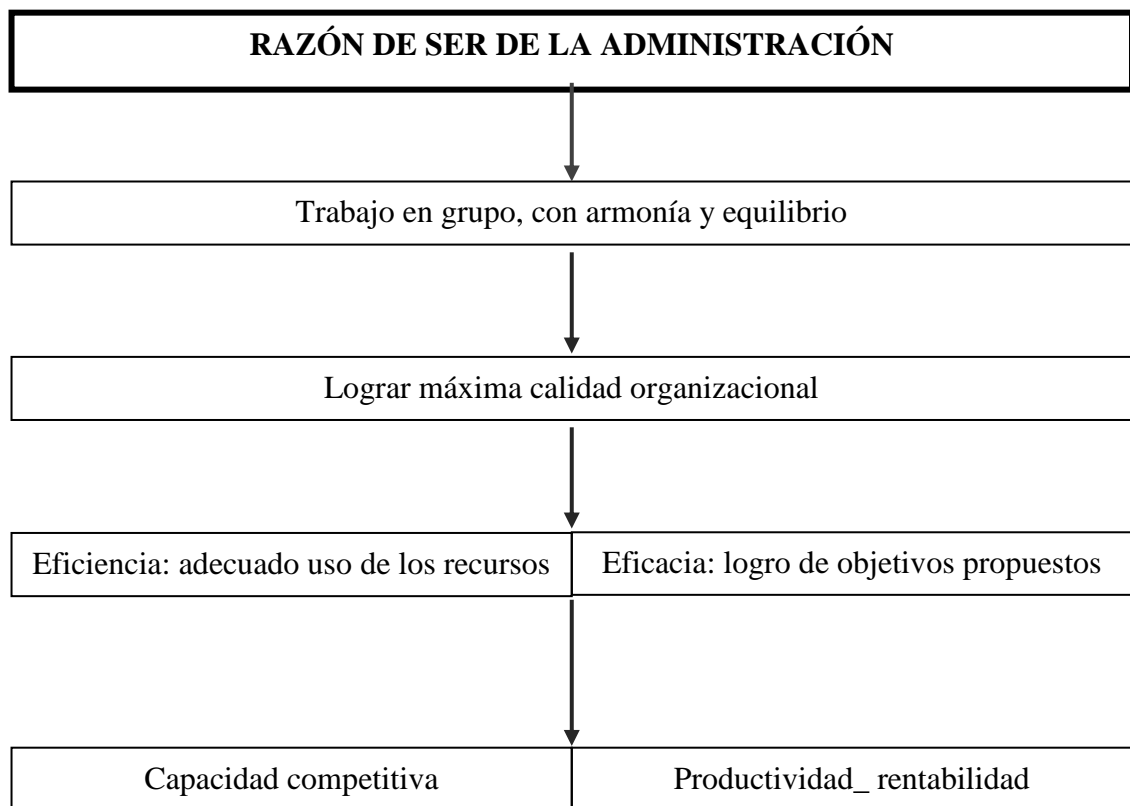 RAZÓN DE SER DE LA ADMINISTRACIÓN
Trabajo en grupo, con armonía y equilibrio
Lograr máxima calidad organizacional
Eficiencia: adecuado uso de los recursos
Eficacia: logro de objetivos propuestos
Capacidad competitiva
Productividad_ rentabilidad